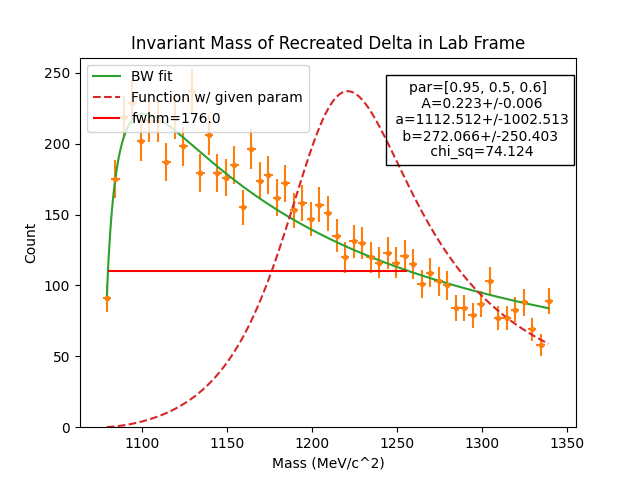 Invariant Mass of Recreated Delta in Lab Frame
BW fit
Function w/ given param
fwhm=176.0
par=[0.95, 0.5, 0.6]
A=0.223+/-0.006
a=1112.512+/-1002.513
b=272.066+/-250.403
chi_sq=74.124
Count
250
200
150
100
50
0
1100 1150 1200 1250 1300 1350
Mass (MeV/c^2)